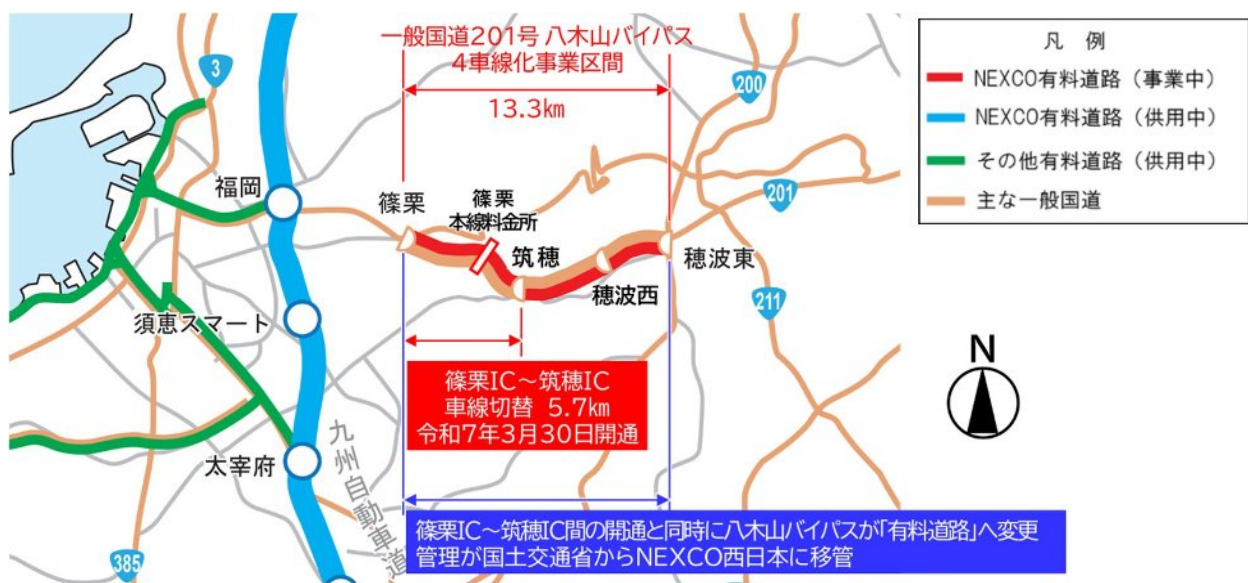 一般国道201号 八木山バイパス
4車線化事業区間
13.3㎞
3
200
凡 例
NEXCO有料道路（事業中）
NEXCO有料道路（供用中）
その他有料道路（供用中）
主な一般国道
福岡
篠栗
篠栗
本線料金所
201
筑穂
穂波東
穂波西
211
須恵スマート
N
篠栗IC～筑穂IC
車線切替 5.7㎞
令和7年3月30日開通
太宰府
九州自動車道
篠栗IC～筑穂IC間の開通と同時に八木山バイパスが「有料道路」へ変更
管理が国土交通省からNEXCO西日本に移管
385